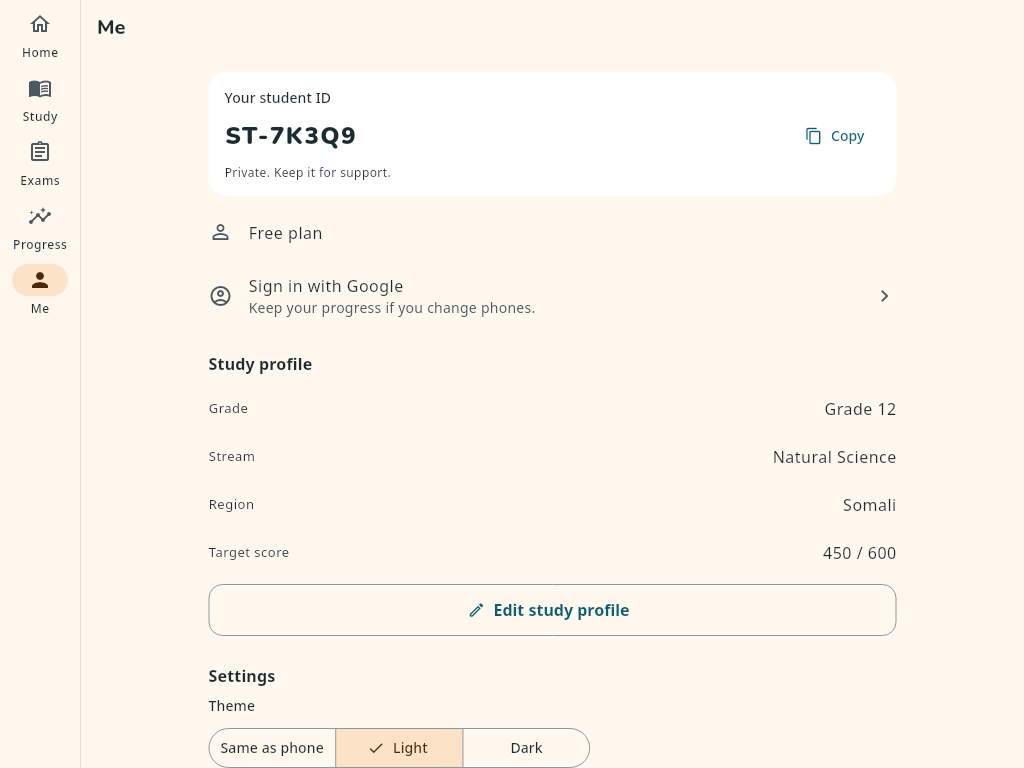 Me
Home
Study
Exams
Progress
Me
Your student ID
ST-7K3Q9
Copy
Private. Keep it for support.
Free plan
Sign in with Google
Keep your progress if you change phones.
Study profile
Grade
Grade 12
Stream
Natural Science
Region
Somali
Target score
450 / 600
Edit study profile
Settings
Theme
Same as phone
Light
Dark